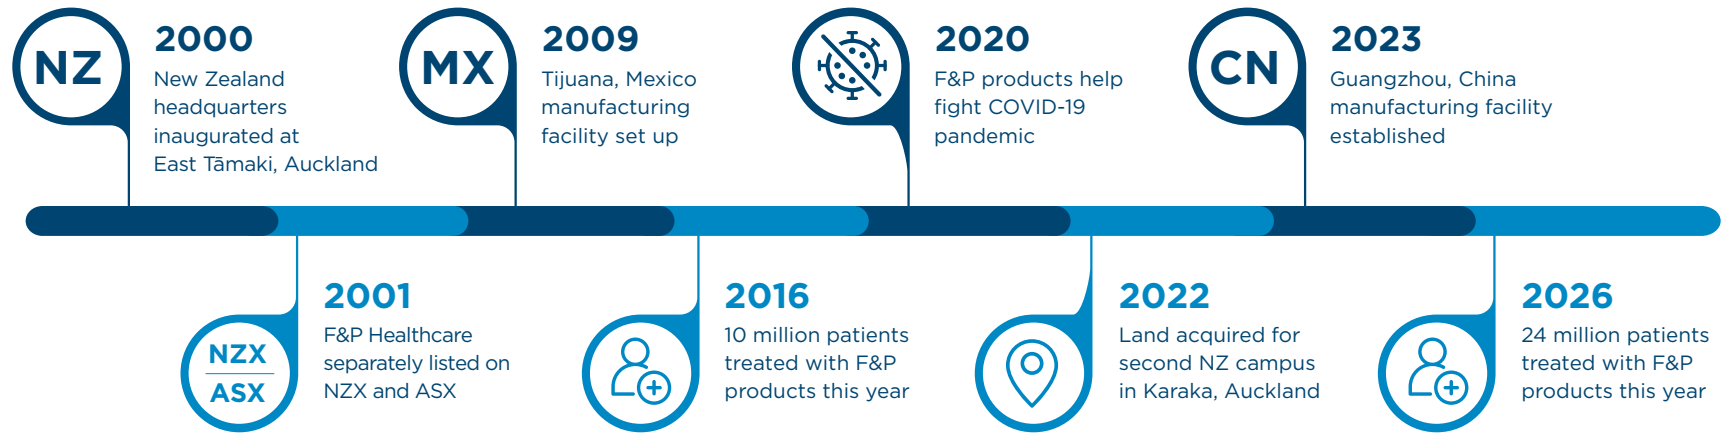 NZ
2000
New Zealand
headquarters
inaugurated at
East Tāmaki, Auckland
MX
2009
Tijuana, Mexico
manufacturing
facility set up
2020
F&P products help
fight COVID-19
pandemic
CN
2023
Guangzhou, China
manufacturing facility
established
NZX
ASX
2001
F&P Healthcare
separately listed on
NZX and ASX
2016
10 million patients
treated with F&P
products this year
2022
Land acquired for
second NZ campus
in Karaka, Auckland
2026
24 million patients
treated with F&P
products this year